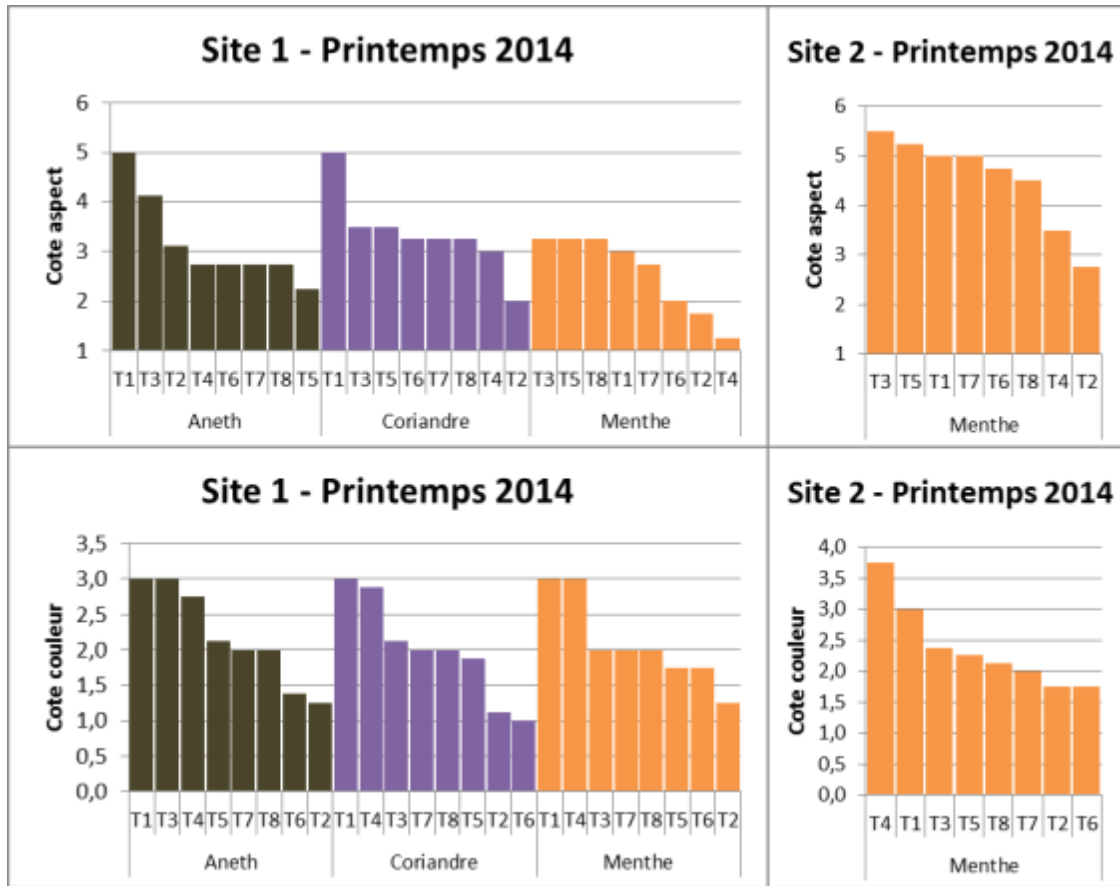 Site 1 - Printemps 2014
Cote aspect
6
5
4
3
2
1
T1 T3 T2 T4 T6 T7 T8 T5 T1 T3 T5 T6 T7 T8 T4 T2 T3 T5 T8 T1 T7 T6 T2 T4
Aneth Coriandre Menthe
Site 2 - Printemps 2014
Cote aspect
6
5
4
3
2
1
T3 T5 T1 T7 T6 T8 T4 T2
Menthe
Site 1 - Printemps 2014
Cote couleur
3,5
3,0
2,5
2,0
1,5
1,0
0,5
0,0
T1 T3 T4 T5 T7 T8 T6 T2 T1 T4 T3 T7 T8 T5 T2 T6 T1 T4 T3 T7 T8 T5 T6 T2
Aneth Coriandre Menthe
Site 2 - Printemps 2014
Cote couleur
4,0
3,5
3,0
2,5
2,0
1,5
1,0
0,5
0,0
T4 T1 T3 T5 T8 T7 T2 T6
Menthe